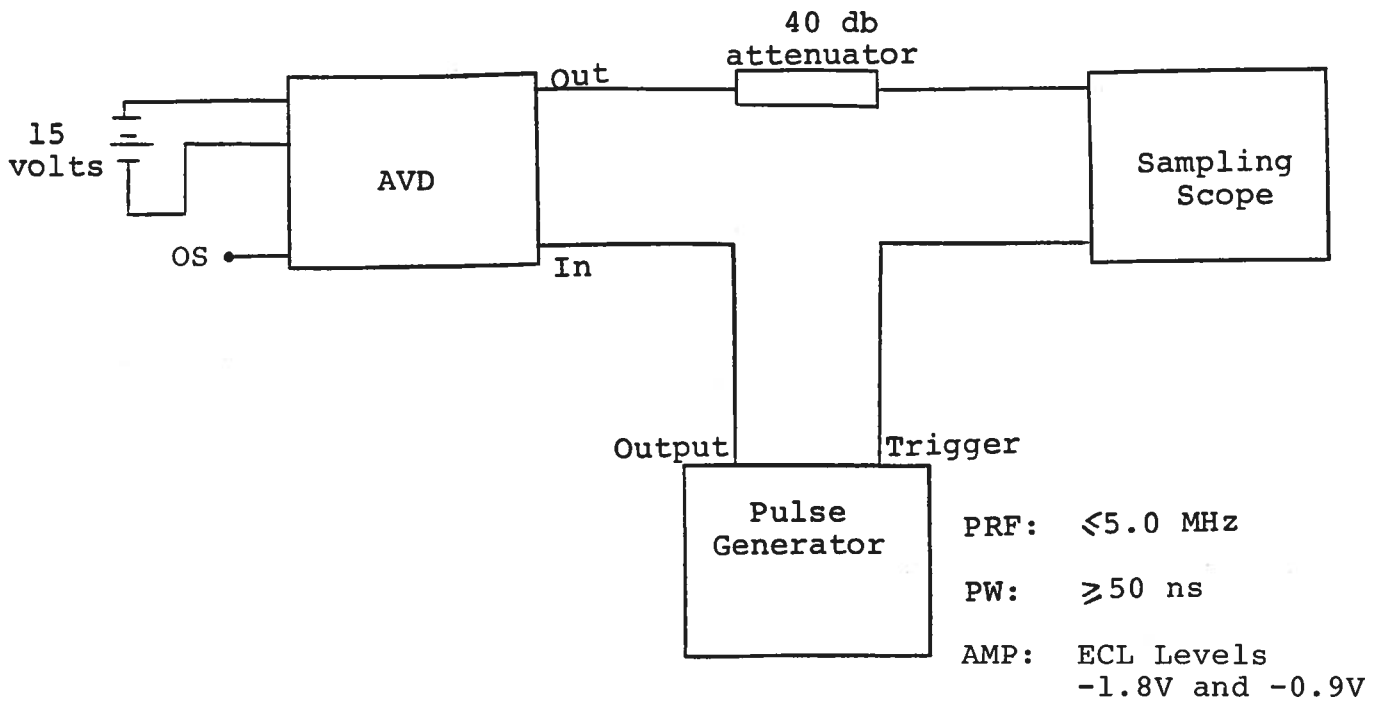 40 db
attenuator
Out
15
volts
AVD
Sampling
Scope
OS
In
Output
Trigger
Pulse
Generator
PRF: ≤5.0 MHz
PW: ≥50 ns
AMP: ECL Levels
-1.8V and -0.9V